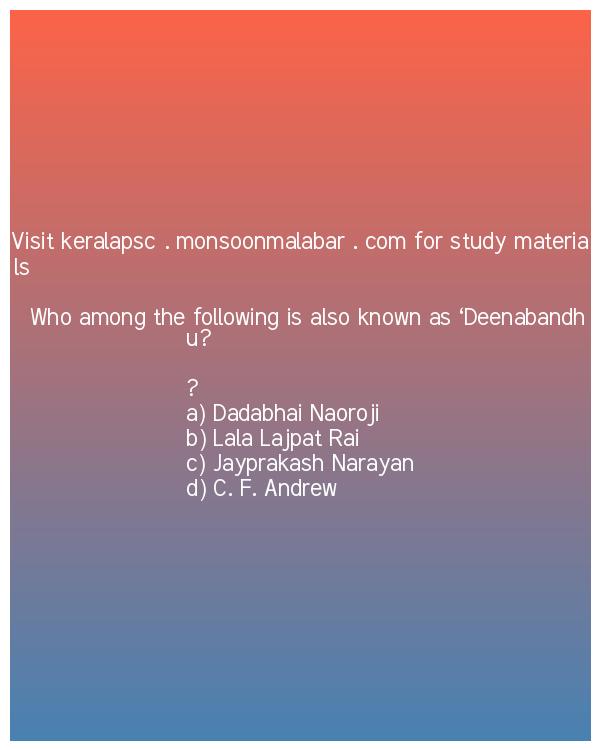 Visit keralapsc . monsoonmalabar . com for study materia
ls
Who among the following is also known as ‘Deenabandh
u?
?
a) Dadabhai Naoroji
b) Lala Lajpat Rai
c) Jayprakash Narayan
d) C. F. Andrew